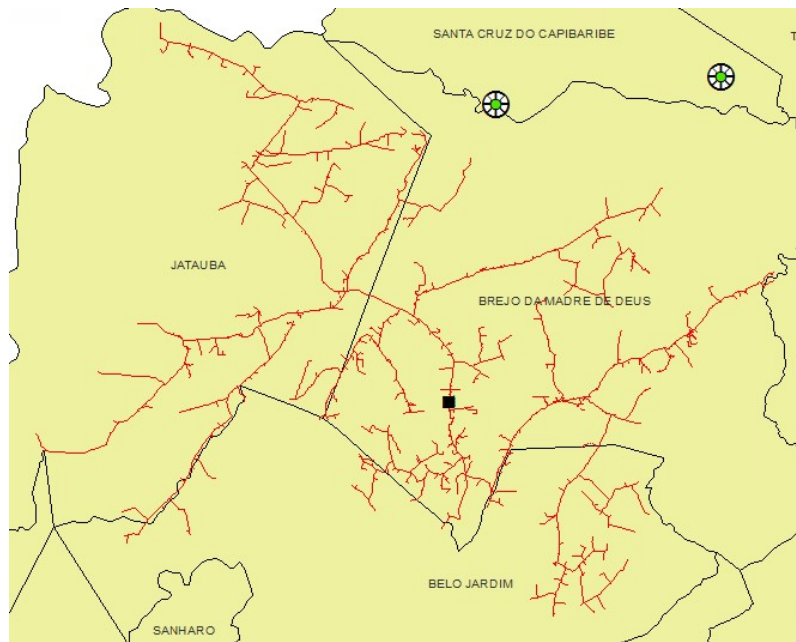 SANTA CRUZ DO CAPIBARIBE
T
JATAUBA
BREJO DA MADRE DE DEUS
BELO JARDIM
SANHARO